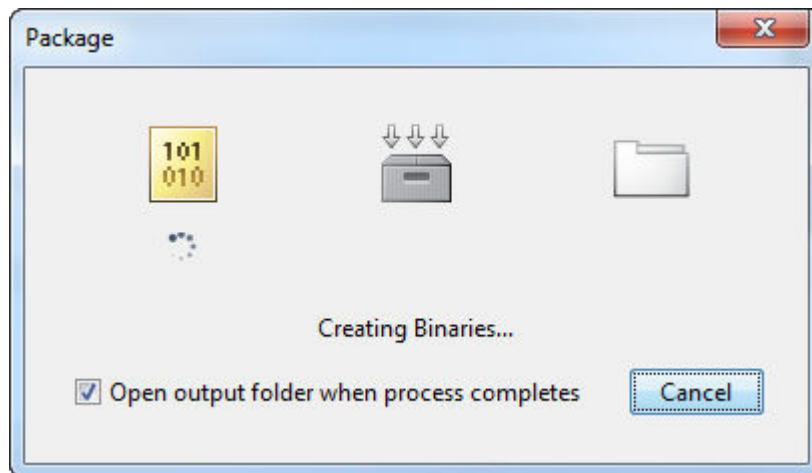 Package
101
010
Creating Binaries...
Open output folder when process completes
Cancel